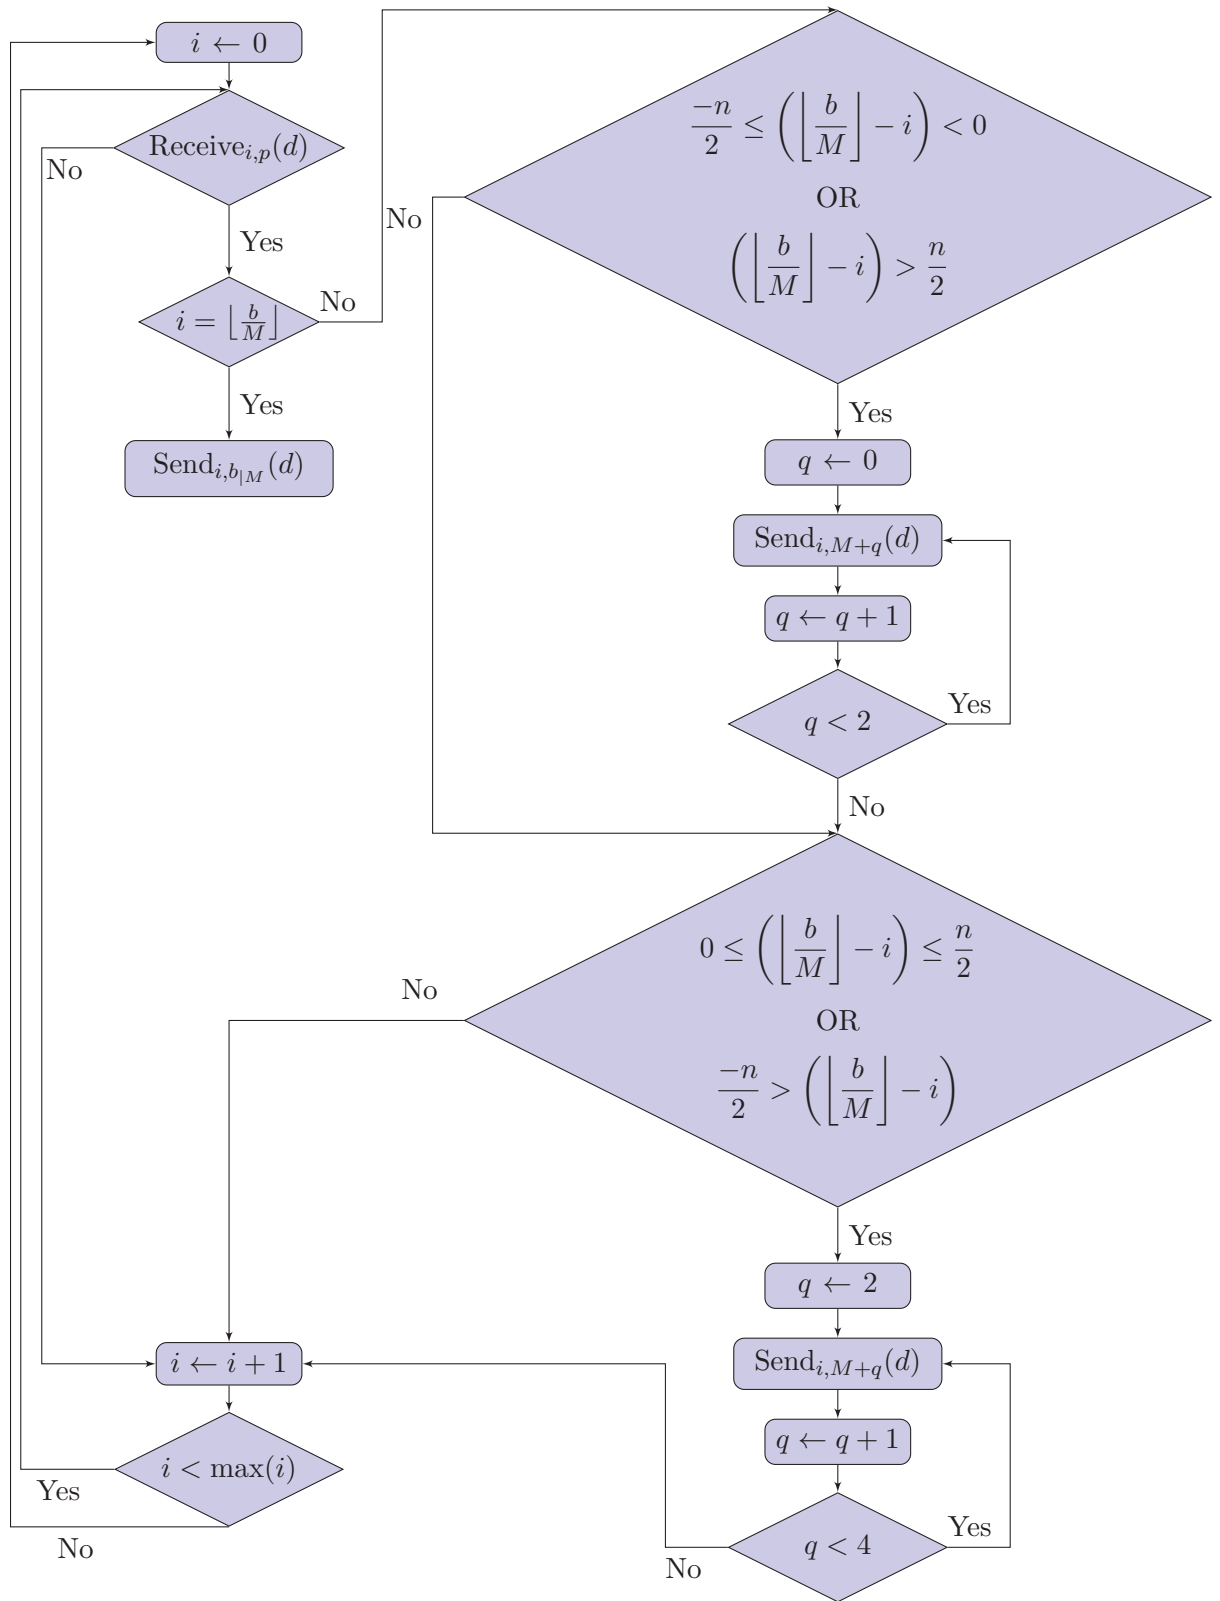 i ← 0
Receive_{i,p}(d)
No
Yes
i = ⌊b/M⌋
No
Yes
Send_{i,b_{|M}}(d)
-n/2 ≤ (⌊b/M⌋ − i) < 0
OR
(⌊b/M⌋ − i) > n/2
No
Yes
q ← 0
Send_{i,M+q}(d)
q ← q + 1
q < 2
Yes
No
0 ≤ (⌊b/M⌋ − i) ≤ n/2
OR
-n/2 > (⌊b/M⌋ − i)
No
Yes
q ← 2
Send_{i,M+q}(d)
q ← q + 1
q < 4
Yes
No
i ← i + 1
i < max(i)
Yes
No